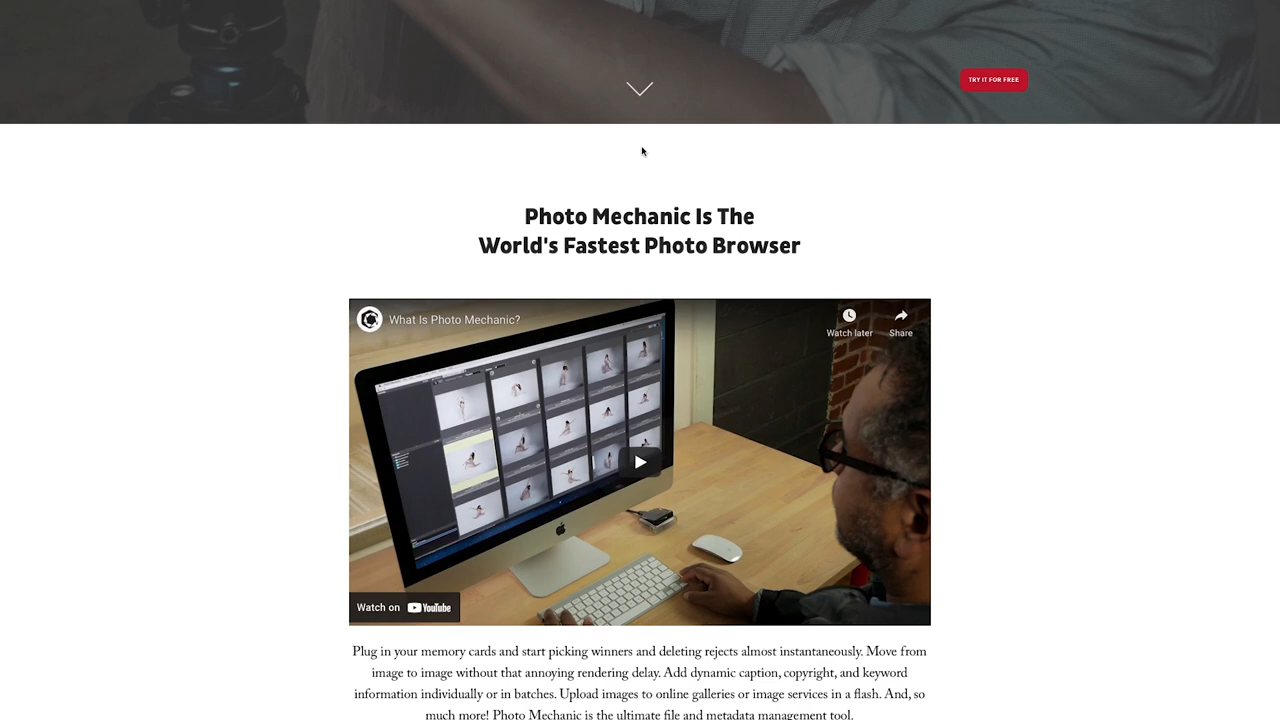 TRY IT FOR FREE
Photo Mechanic Is The
World's Fastest Photo Browser
What Is Photo Mechanic?
Watch later
Share
Watch on YouTube
Plug in your memory cards and start picking winners and deleting rejects almost instantaneously. Move from
image to image without that annoying rendering delay. Add dynamic caption, copyright, and keyword
information individually or in batches. Upload images to online galleries or image services in a flash. And, so
much more! Photo Mechanic is the ultimate file and metadata management tool.